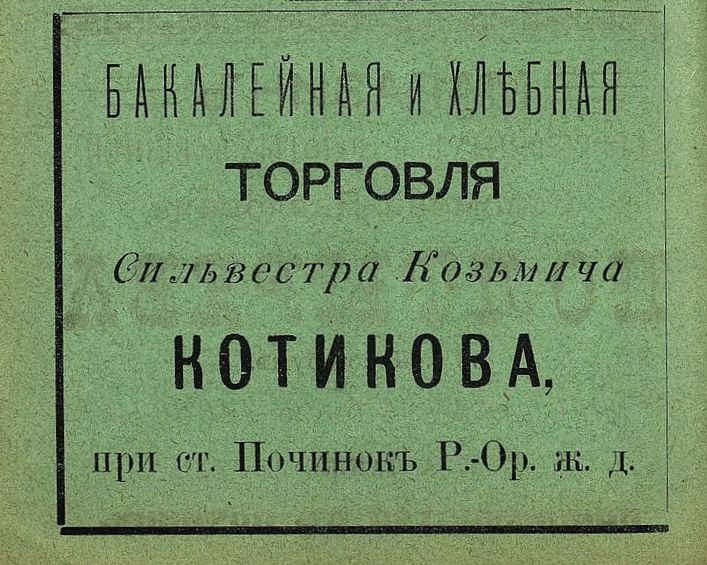 БАКАЛЕЙНАЯ и ХЛѢБНАЯ
ТОРГОВЛЯ
Сильвестра Козьмича
КОТИКОВА,
при ст. Починокъ Р.-Ор. ж. д.